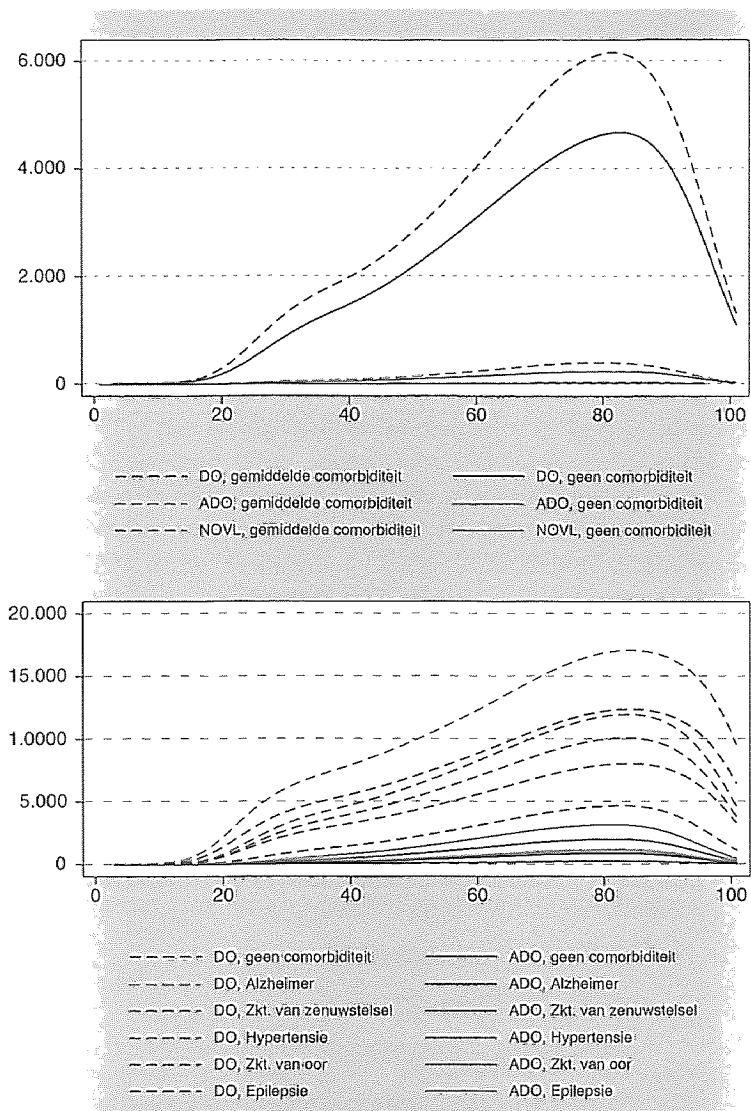 6.000
4.000
2.000
0
0 20 40 60 80 100
DO, gemiddelde comorbiditeit DO, geen comorbiditeit
ADO, gemiddelde comorbiditeit ADO, geen comorbiditeit
NOVL, gemiddelde comorbiditeit NOVL, geen comorbiditeit
20.000
15.000
1.0000
5.000
0
0 20 40 60 80 100
DO, geen comorbiditeit ADO, geen comorbiditeit
DO, Alzheimer ADO, Alzheimer
DO, Zkt. van zenuwstelsel ADO, Zkt. van zenuwstelsel
DO, Hypertensie ADO, Hypertensie
DO, Zkt. van oor ADO, Zkt. van oor
DO, Epilepsie ADO, Epilepsie